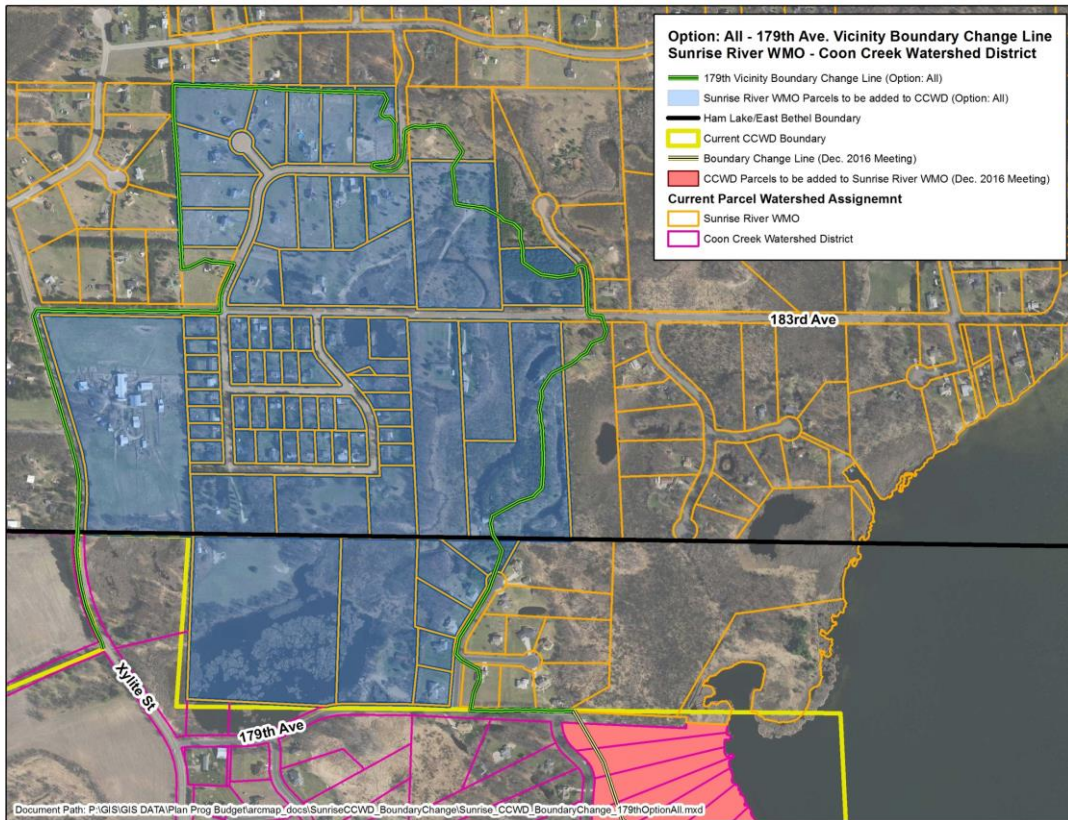 Option: All - 179th Ave. Vicinity Boundary Change Line
Sunrise River WMO - Coon Creek Watershed District
179th Vicinity Boundary Change Line (Option: All)
Sunrise River WMO Parcels to be added to CCWD (Option: All)
Ham Lake/East Bethel Boundary
Current CCWD Boundary
Boundary Change Line (Dec. 2016 Meeting)
CCWD Parcels to be added to Sunrise River WMO (Dec. 2016 Meeting)
Current Parcel Watershed Assignemnt
Sunrise River WMO
Coon Creek Watershed District
183rd Ave
Xylite St
179th Ave
Document Path: P:\GIS\GIS DATA\Plan Prog Budget\arcmap_docs\SunriseCCWD_BoundaryChange\Sunrise_CCWD_BoundaryChange_179thOptionAll.mxd